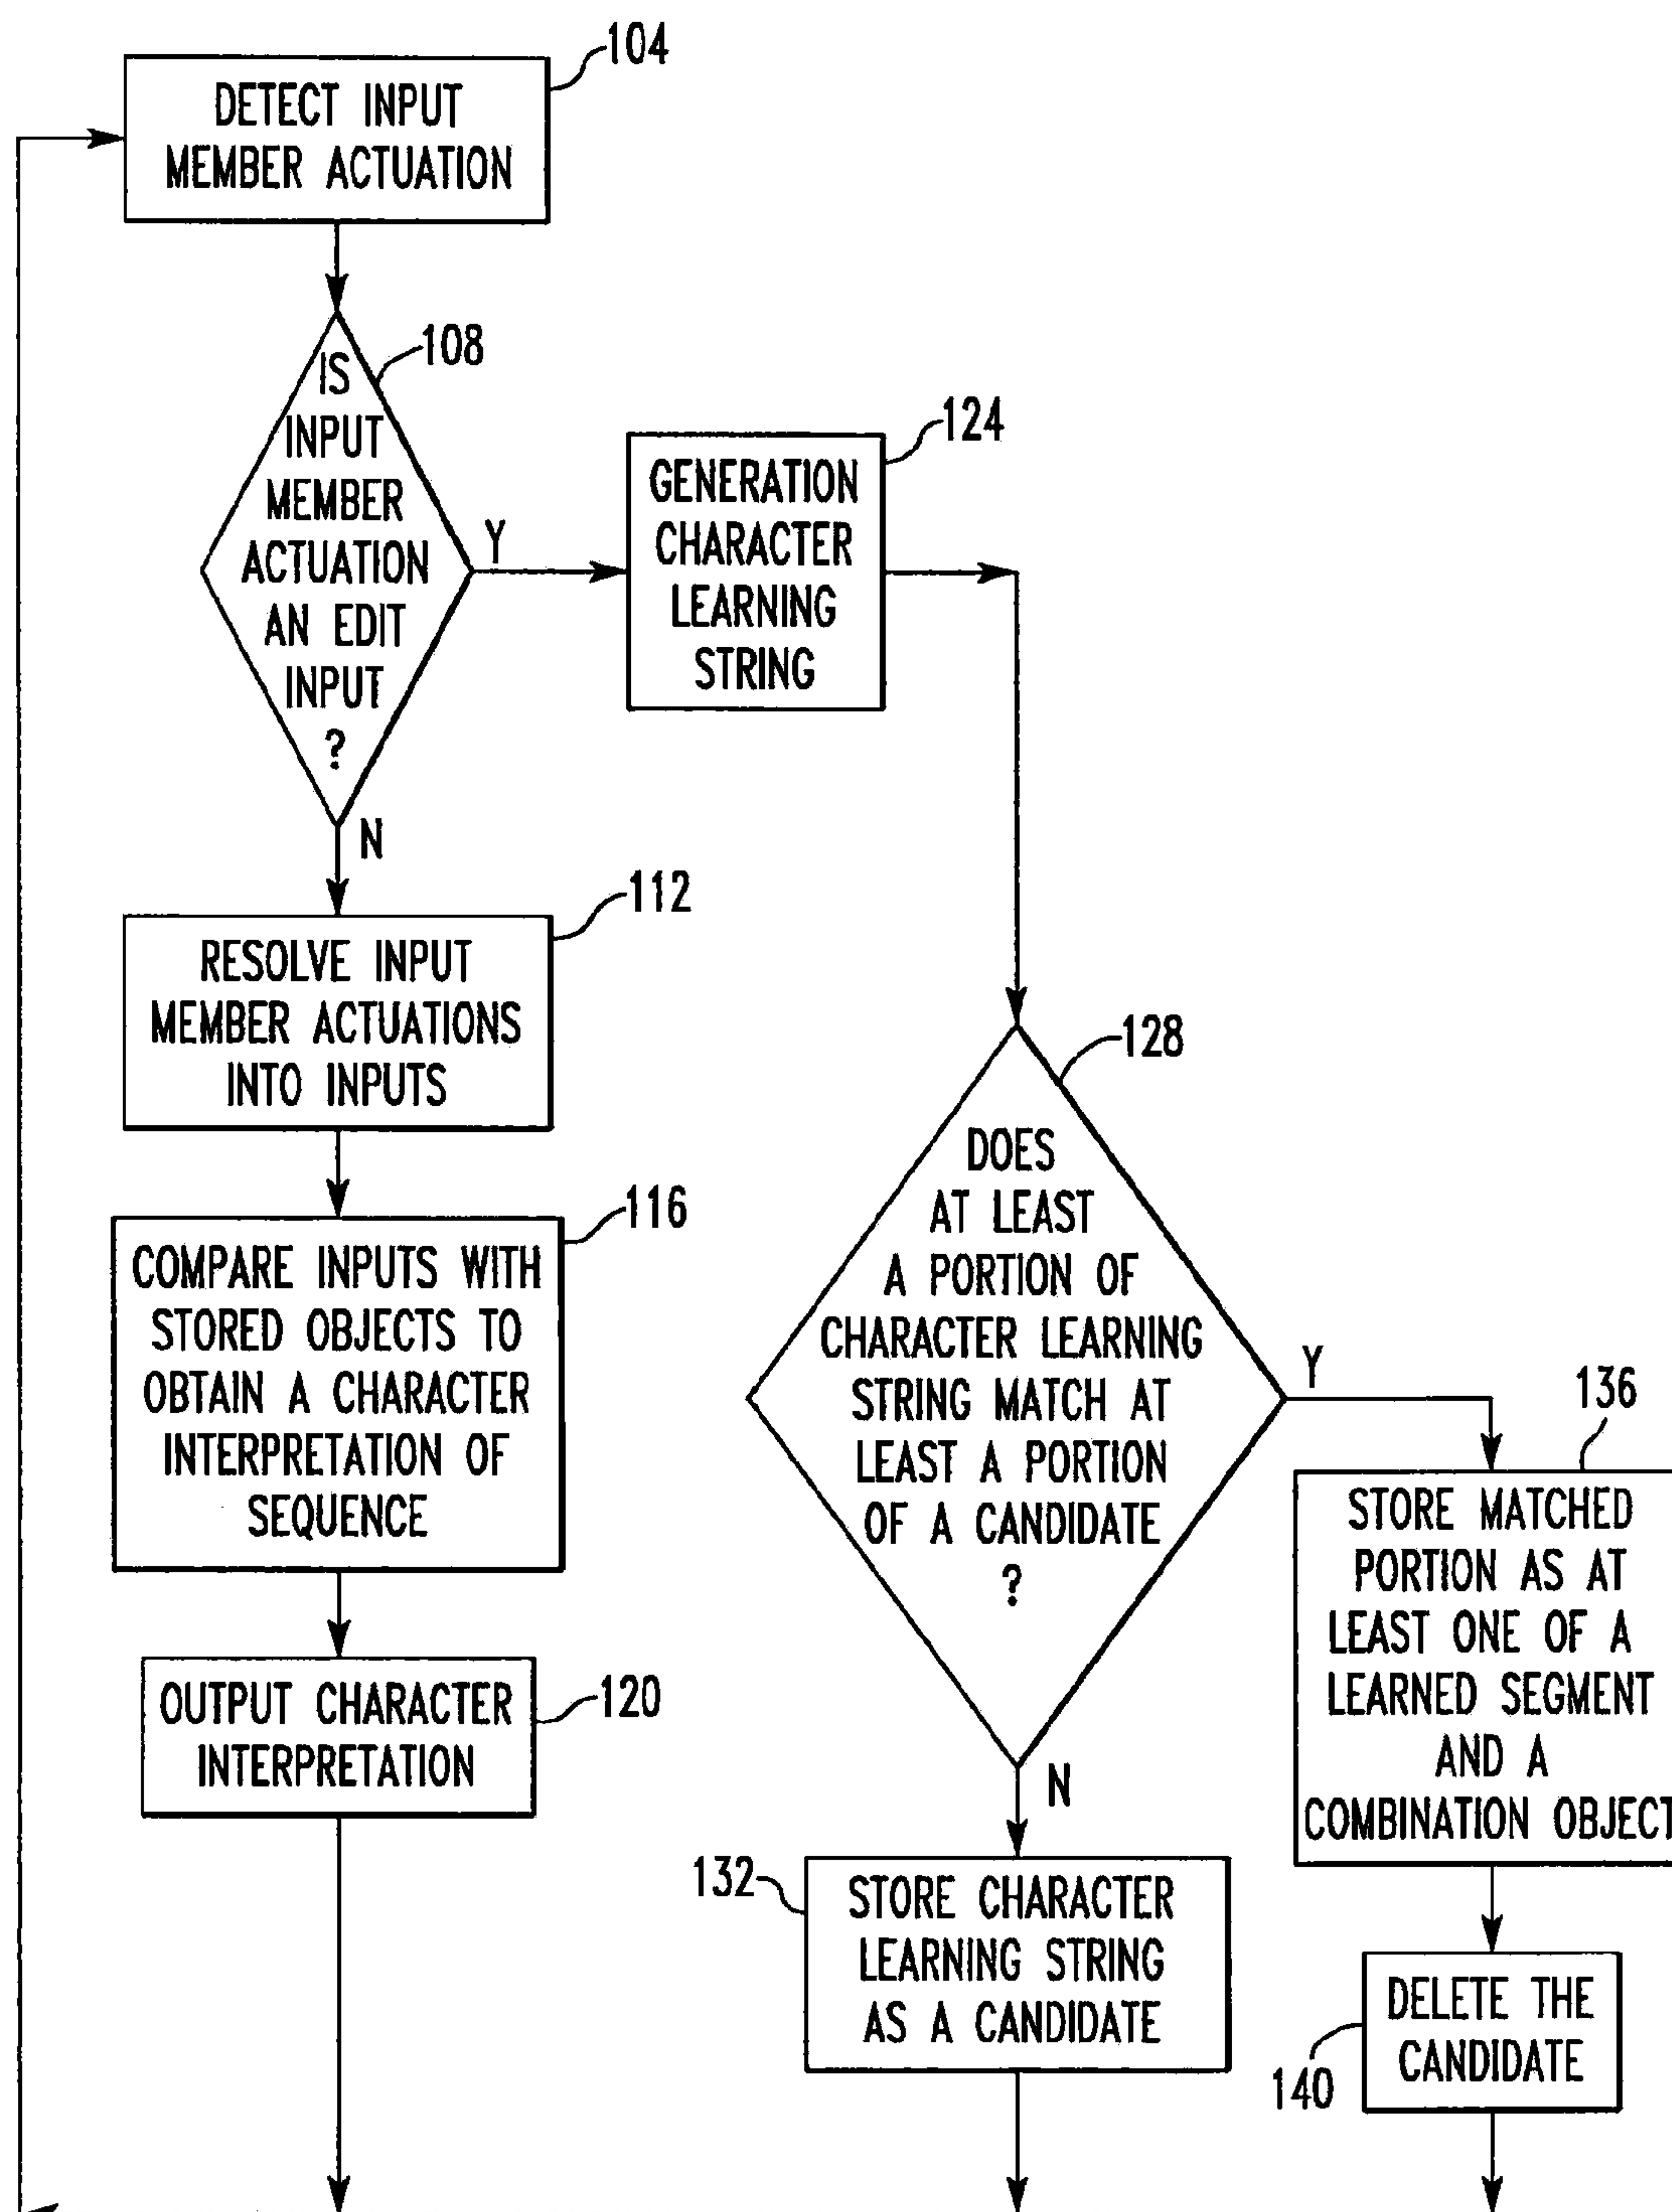 104
DETECT INPUT
MEMBER ACTUATION
108
IS
INPUT
MEMBER
ACTUATION
AN EDIT
INPUT
?
Y
N
124
GENERATION
CHARACTER
LEARNING
STRING
112
RESOLVE INPUT
MEMBER ACTUATIONS
INTO INPUTS
116
COMPARE INPUTS WITH
STORED OBJECTS TO
OBTAIN A CHARACTER
INTERPRETATION OF
SEQUENCE
120
OUTPUT CHARACTER
INTERPRETATION
128
DOES
AT LEAST
A PORTION OF
CHARACTER LEARNING
STRING MATCH AT
LEAST A PORTION
OF A CANDIDATE
?
Y
N
132
STORE CHARACTER
LEARNING STRING
AS A CANDIDATE
136
STORE MATCHED
PORTION AS AT
LEAST ONE OF A
LEARNED SEGMENT
AND A
COMBINATION OBJECT
140
DELETE THE
CANDIDATE